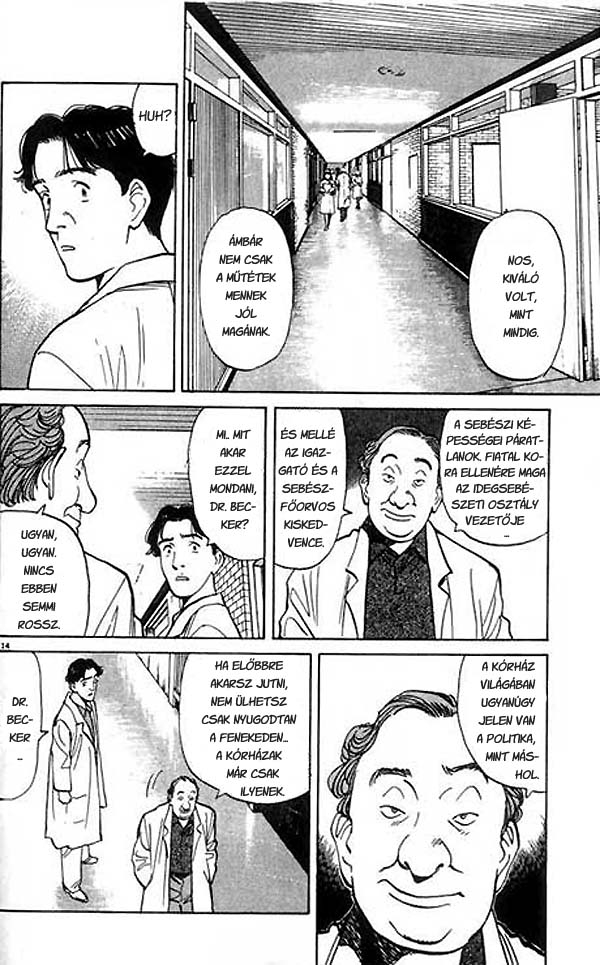 NOS,
KIVÁLÓ
VOLT,
MINT
MINDIG.
ÁMBÁR
NEM CSAK
A MŰTÉTEK
MENNEK
JÓL
MAGÁNAK.
HUH?
A SEBÉSZI KÉ-
PESSÉGEI PÁRAT-
LANOK. FIATAL KO-
RA ELLENÉRE MAGA
AZ IDEGSEBÉ-
SZETI OSZTÁLY
VEZETŐJE
...
ÉS MELLÉ
AZ IGAZ-
GATÓ ÉS A
SEBÉSZ-
FŐORVOS
KISKED-
VENCE.
MI.. MIT
AKAR
EZZEL
MONDANI,
DR. BEC-
KER?
UGYAN,
UGYAN.
NINCS
EBBEN
SEMMI
ROSSZ.
14
A KÓRHÁZ
VILÁGÁBAN
UGYANÚGY
JELEN VAN
A POLITIKA,
MINT MÁS-
HOL.
HA ELŐBBRE
AKARSZ JUTNI,
NEM ÜLHETSZ
CSAK NYUGODTAN
A FENEKEDEN..
A KÓRHÁZAK
MÁR CSAK
ILYENEK.
DR.
BEC-
KER
...